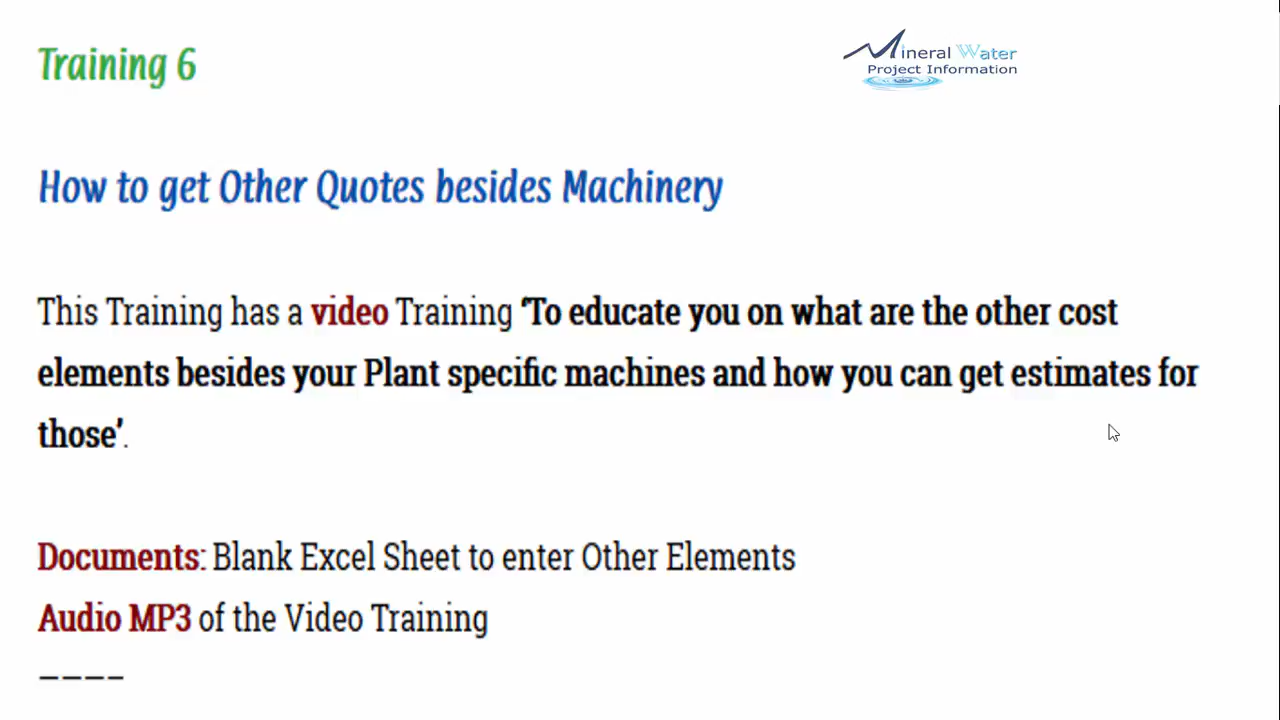 Training 6
Mineral Water
Project Information
How to get Other Quotes besides Machinery
This Training has a video Training ‘To educate you on what are the other cost
elements besides your Plant specific machines and how you can get estimates for
those’.
Documents: Blank Excel Sheet to enter Other Elements
Audio MP3 of the Video Training
––––